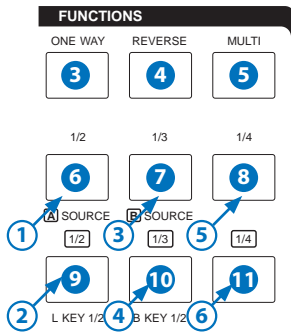 FUNCTIONS
ONE WAY REVERSE MULTI
3 4 5
1/2 1/3 1/4
6 7 8
1 A SOURCE 3 B SOURCE 5
1/2 1/3 1/4
9 10 11
2 L KEY 1/2 4 B KEY 1/2 6